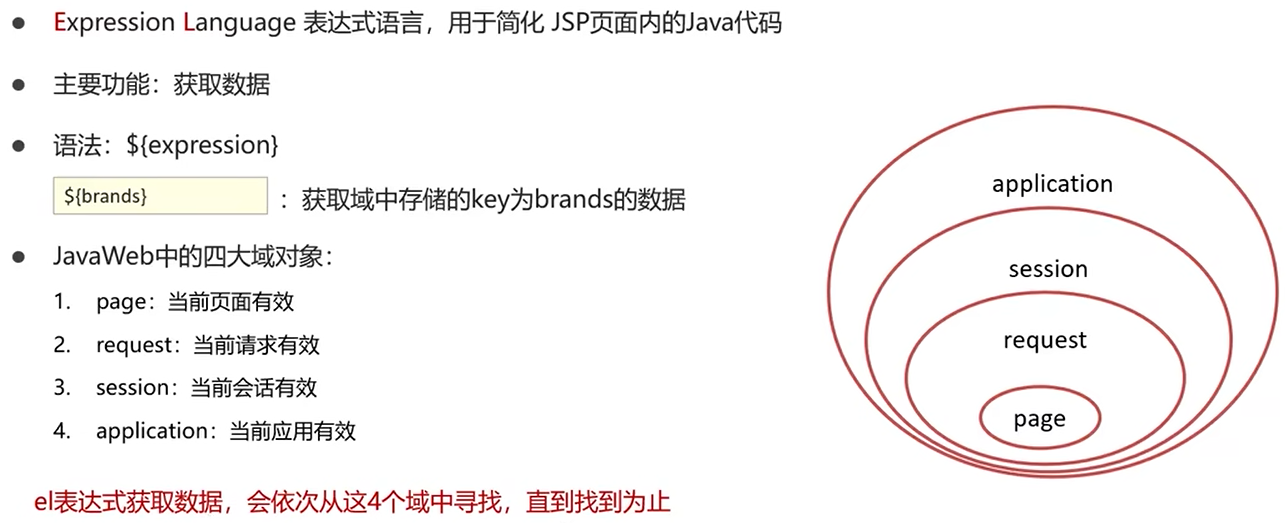 Expression Language 表达式语言，用于简化 JSP页面内的Java代码
主要功能：获取数据
语法：${expression}
${brands}
：获取域中存储的key为brands的数据
JavaWeb中的四大域对象：
1. page：当前页面有效
2. request：当前请求有效
3. session：当前会话有效
4. application：当前应用有效
el表达式获取数据，会依次从这4个域中寻找，直到找到为止
application
session
request
page